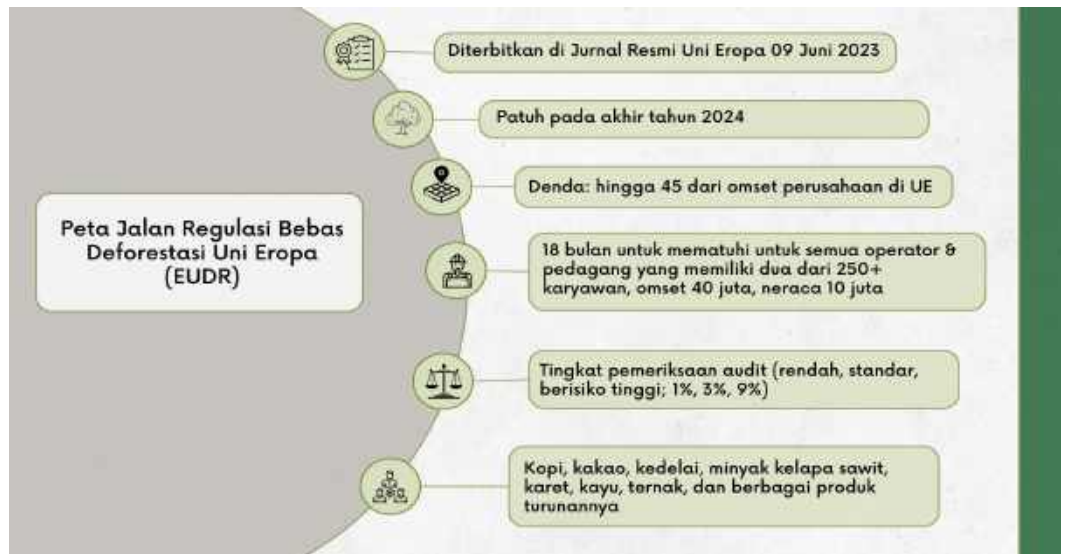 Diterbitkan di Jurnal Resmi Uni Eropa 09 Juni 2023
Patuh pada akhir tahun 2024
Denda: hingga 45 dari omset perusahaan di UE
Peta Jalan Regulasi Bebas
Deforestasi Uni Eropa
(EUDR)
18 bulan untuk mematuhi untuk semua operator &
pedagang yang memiliki dua dari 250+
karyawan, omset 40 juta, neraca 10 juta
Tingkat pemeriksaan audit (rendah, standar,
berisiko tinggi; 1%, 3%, 9%)
Kopi, kakao, kedelai, minyak kelapa sawit,
karet, kayu, ternak, dan berbagai produk
turunannya